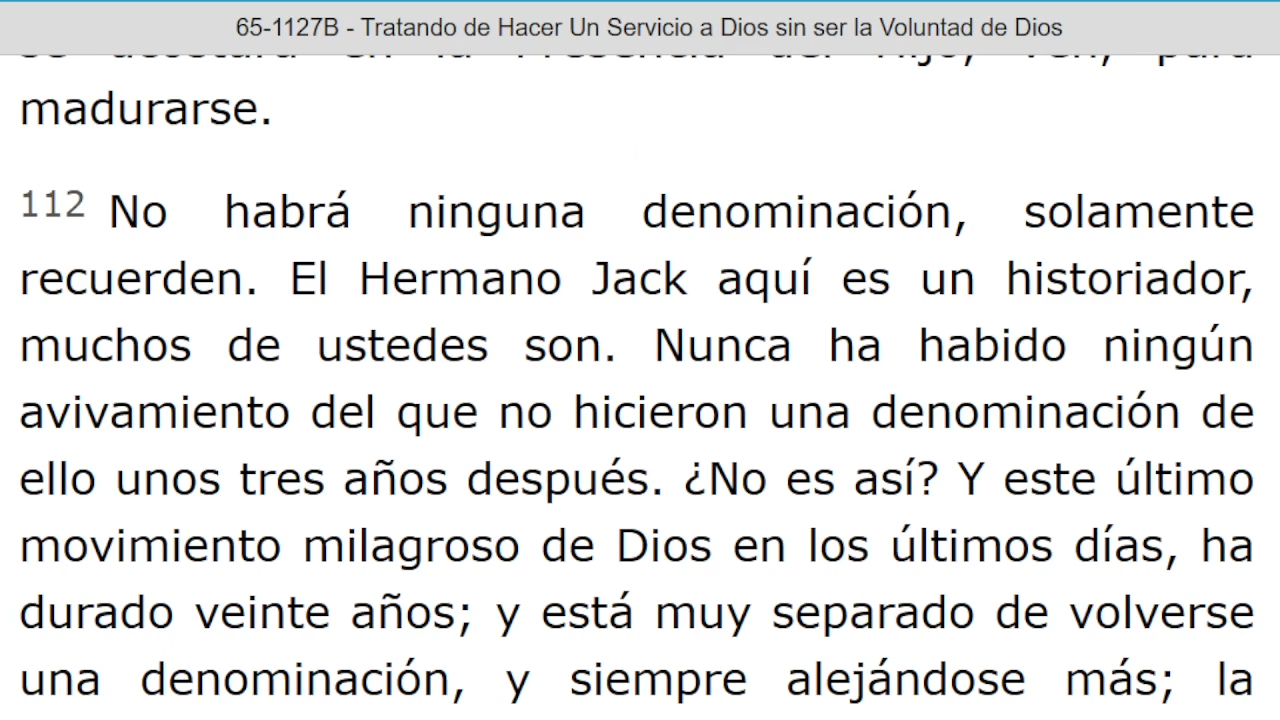 65-1127B - Tratando de Hacer Un Servicio a Dios sin ser la Voluntad de Dios
madurarse.
112 No habrá ninguna denominación, solamente
recuerden. El Hermano Jack aquí es un historiador,
muchos de ustedes son. Nunca ha habido ningún
avivamiento del que no hicieron una denominación de
ello unos tres años después. ¿No es así? Y este último
movimiento milagroso de Dios en los últimos días, ha
durado veinte años; y está muy separado de volverse
una denominación, y siempre alejándose más; la